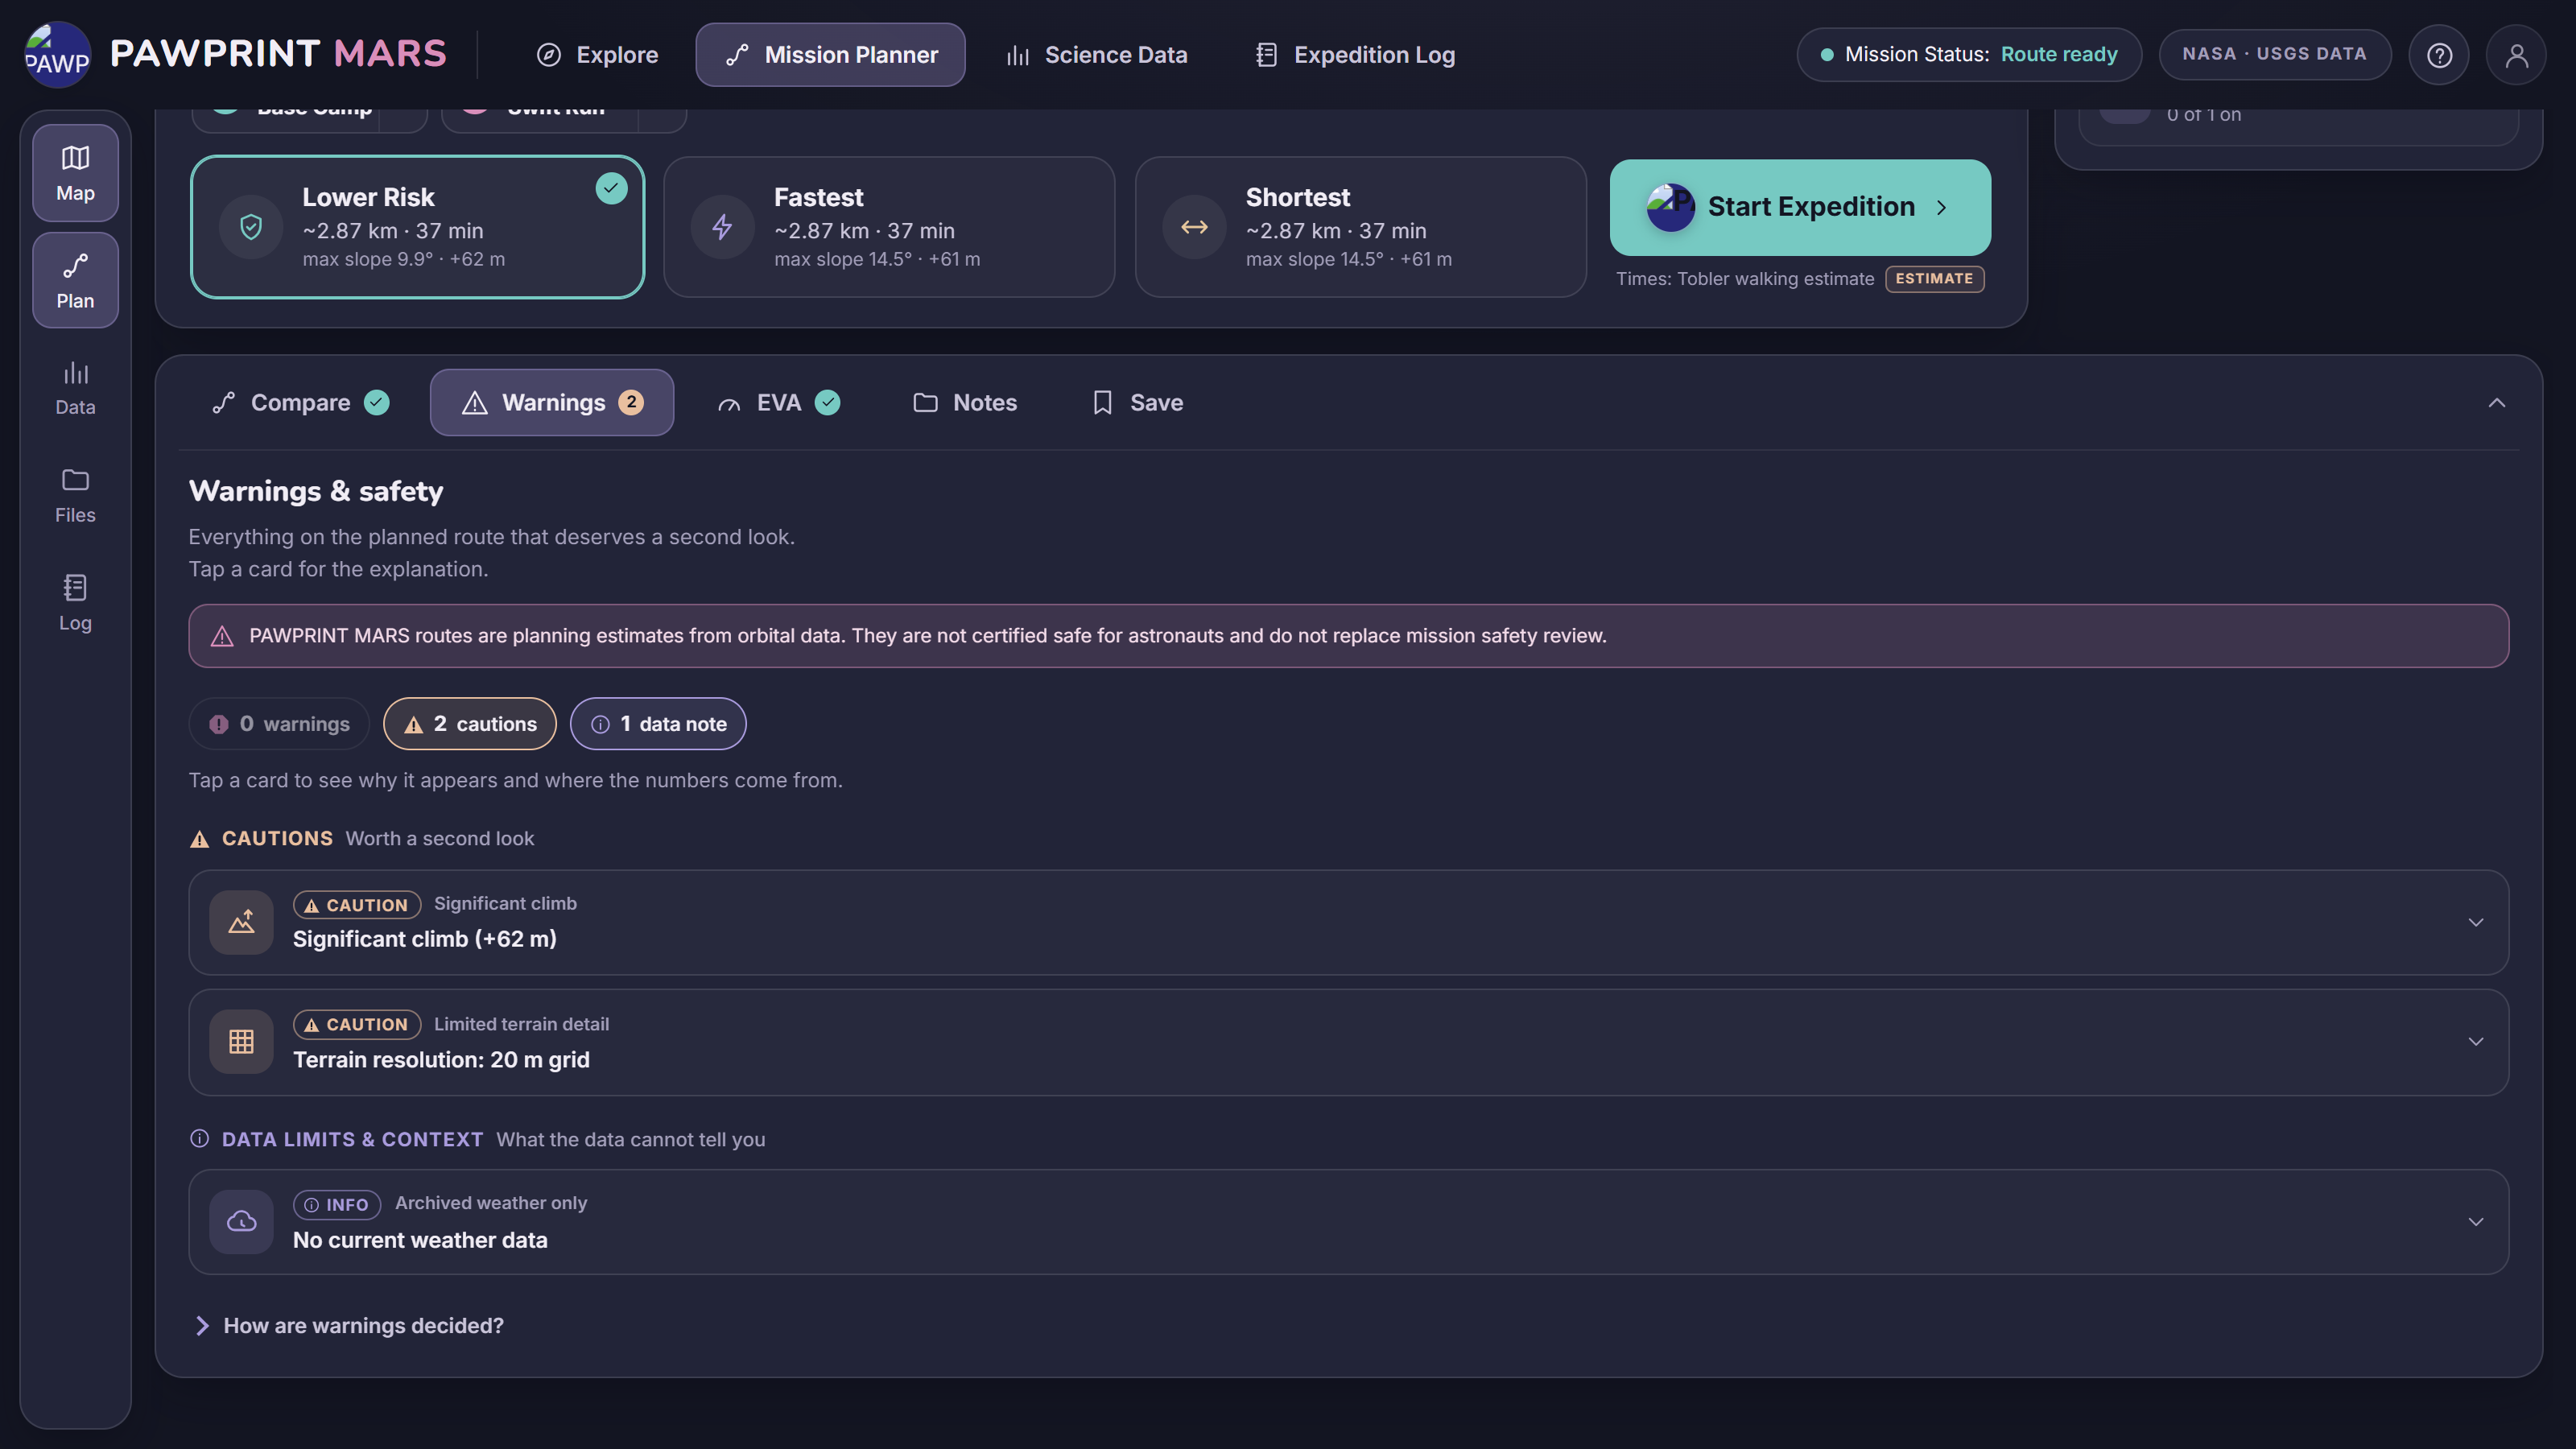 PAWP
PAWPRINT MARS
Explore
Mission Planner
Science Data
Expedition Log
Mission Status: Route ready
NASA · USGS DATA
Map
Plan
Data
Files
Log
Base Camp
Swift Run
0 of 1 on
Lower Risk
~2.87 km · 37 min
max slope 9.9° · +62 m
Fastest
~2.87 km · 37 min
max slope 14.5° · +61 m
Shortest
~2.87 km · 37 min
max slope 14.5° · +61 m
Start Expedition
Times: Tobler walking estimate ESTIMATE
Compare
Warnings 2
EVA
Notes
Save
Warnings & safety
Everything on the planned route that deserves a second look.
Tap a card for the explanation.
PAWPRINT MARS routes are planning estimates from orbital data. They are not certified safe for astronauts and do not replace mission safety review.
0 warnings
2 cautions
1 data note
Tap a card to see why it appears and where the numbers come from.
CAUTIONS Worth a second look
CAUTION Significant climb
Significant climb (+62 m)
CAUTION Limited terrain detail
Terrain resolution: 20 m grid
DATA LIMITS & CONTEXT What the data cannot tell you
INFO Archived weather only
No current weather data
How are warnings decided?